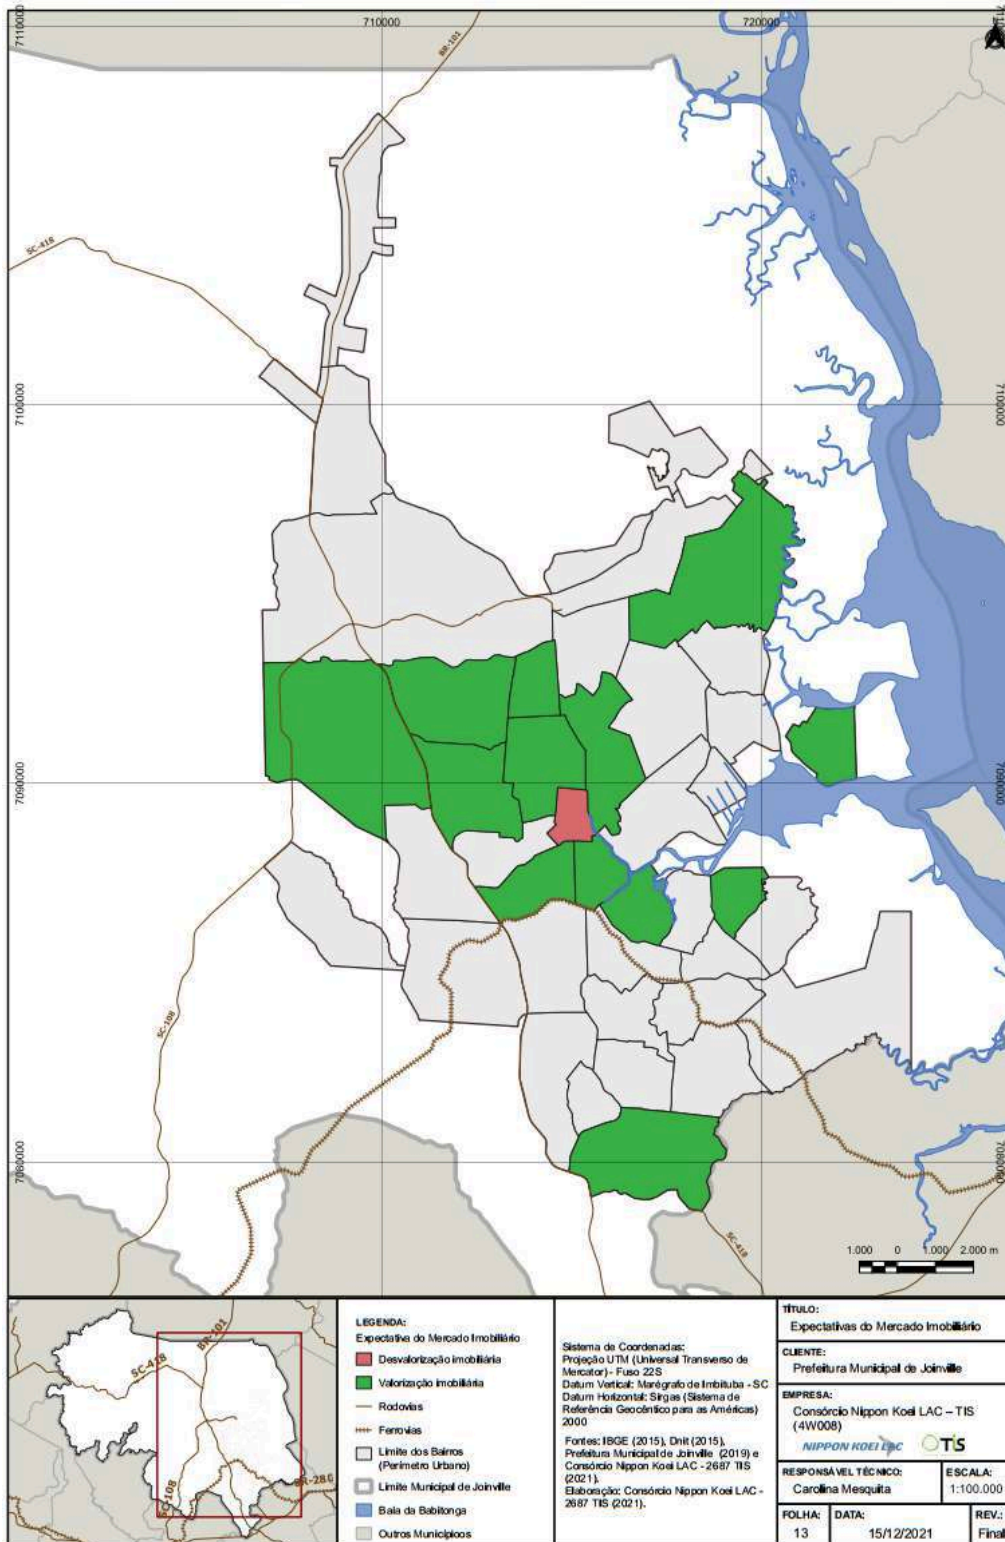 710000
720000
7110000
BR-101
SC-418
7100000
7100000
7090000
7090000
SC-108
7080000
7080000
SC-418
1.000 0 1.000 2.000 m
SC-418
BR-101
SC-108
BR-280
LEGENDA:
Expectativa do Mercado Imobiliário
Desvalorização imobiliária
Valorização imobiliária
Rodovias
Ferrovias
Limite dos Bairros
(Perímetro Urbano)
Limite Municipal de Joinville
Baia da Babitonga
Outros Municípioos
Sistema de Coordenadas:
Projeção UTM (Universal Transverso de
Mercator) - Fuso 22S
Datum Vertical: Marégrafo de Imbituba - SC
Datum Horizontal: Sirgas (Sistema de
Referência Geocêntico para as Américas)
2000
Fontes: IBGE (2015), Dnit (2015),
Prefeitura Municipal de Joinville (2019) e
Consórcio Nippon Koei LAC - 2687 TIS
(2021).
Elaboração: Consórcio Nippon Koei LAC -
2687 TIS (2021).
TÍTULO:
Expectativas do Mercado Imobiliário
CLIENTE:
Prefeitura Municipal de Joinville
EMPRESA:
Consórcio Nippon Koei LAC – TIS
(4W008)
NIPPON KOEI LAC
TIS
RESPONSÁVEL TÉCNICO:
Carolina Mesquita
ESCALA:
1:100.000
FOLHA:
13
DATA:
15/12/2021
REV.:
Final